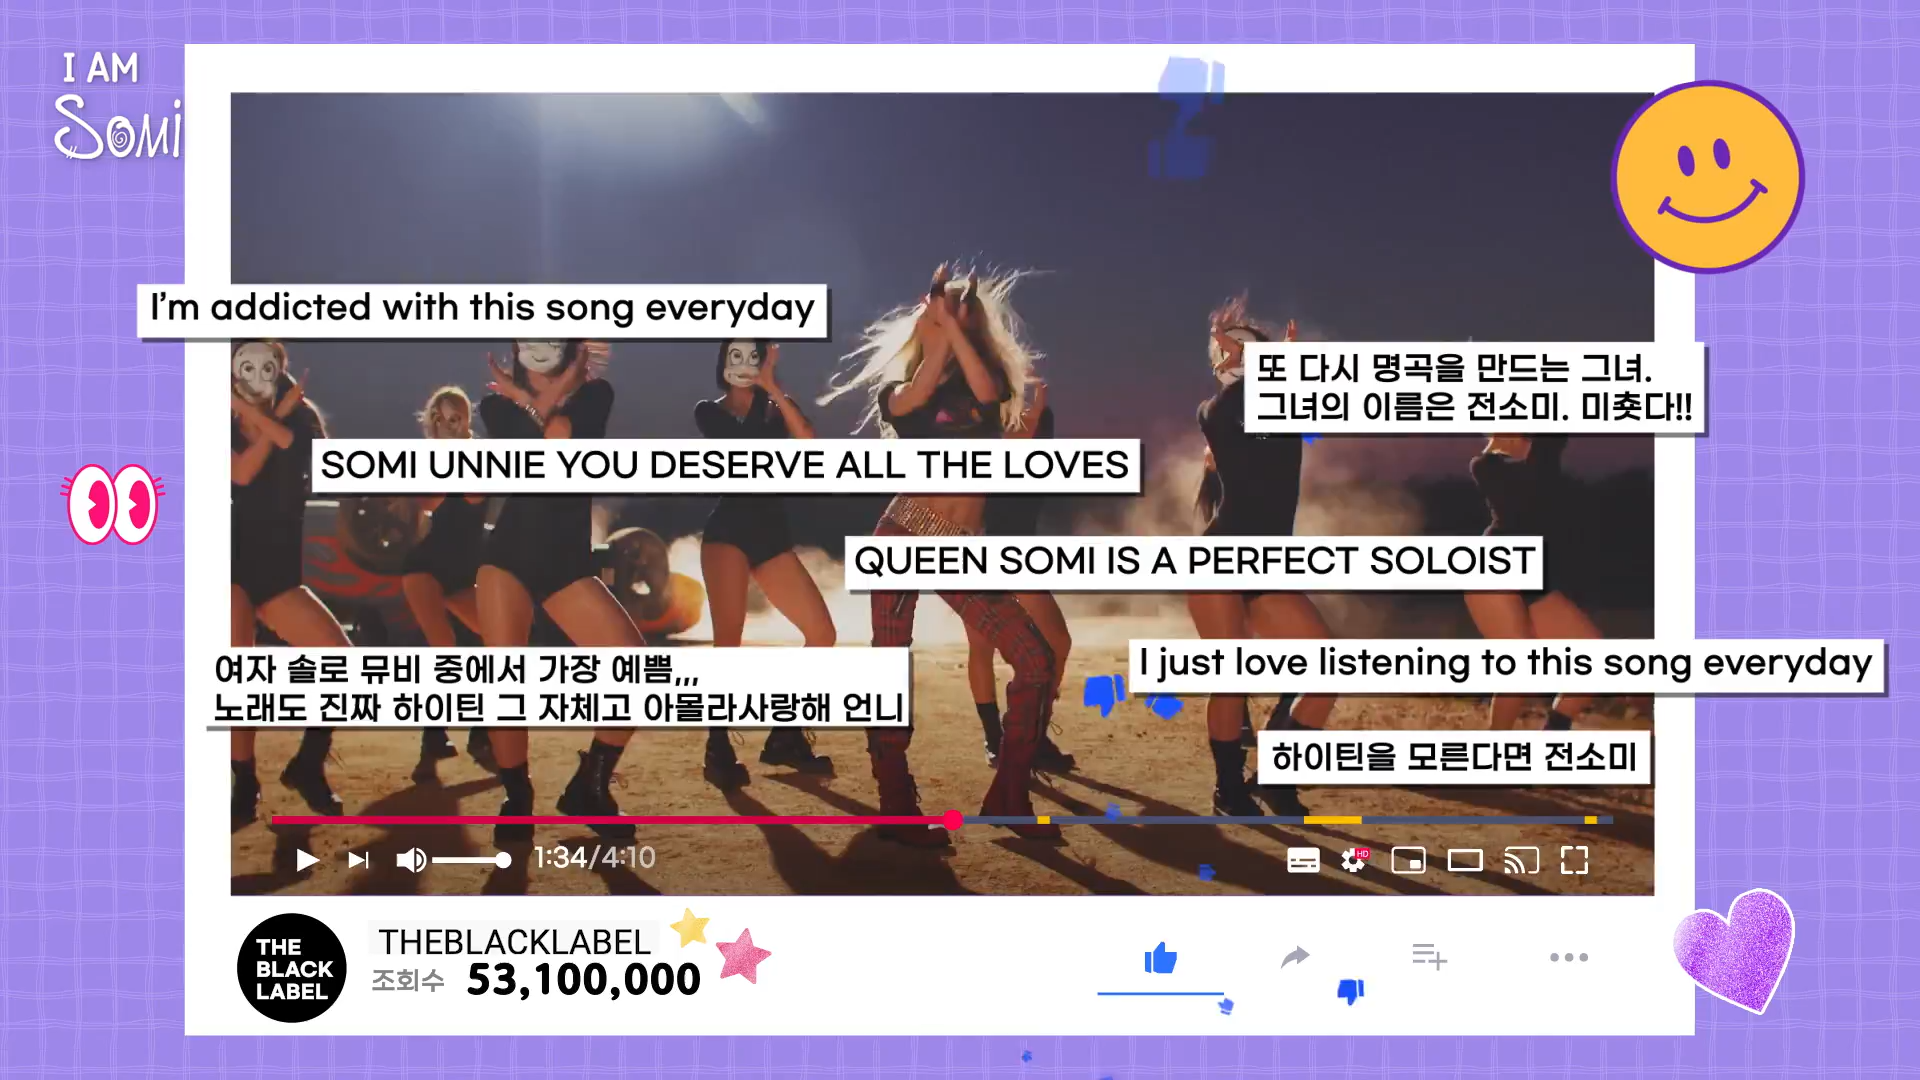 I AM
SOMI
I'm addicted with this song everyday
또 다시 명곡을 만드는 그녀.
그녀의 이름은 전소미. 미춋다!!
SOMI UNNIE YOU DESERVE ALL THE LOVES
QUEEN SOMI IS A PERFECT SOLOIST
여자 솔로 뮤비 중에서 가장 예쁨,,,
노래도 진짜 하이틴 그 자체고 아몰라사랑해 언니
I just love listening to this song everyday
하이틴을 모른다면 전소미
1:34/4:10
HD
THE
BLACK
LABEL
THEBLACKLABEL
조회수 53,100,000